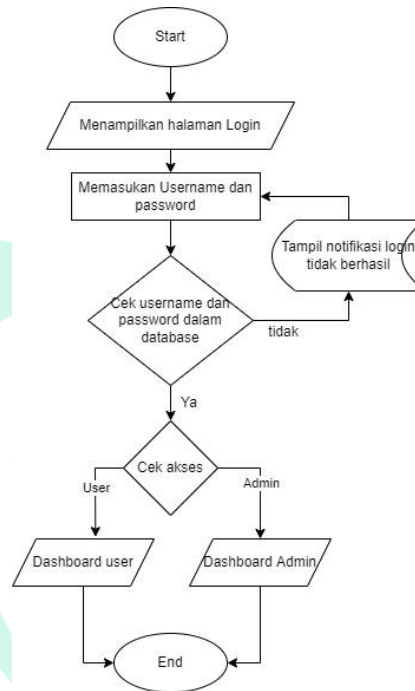 Start
Menampilkan halaman Login
Memasukan Username dan
password
Tampil notifikasi login
tidak berhasil
Cek username dan
password dalam
database
tidak
Ya
Cek akses
User
Admin
Dashboard user
Dashboard Admin
End